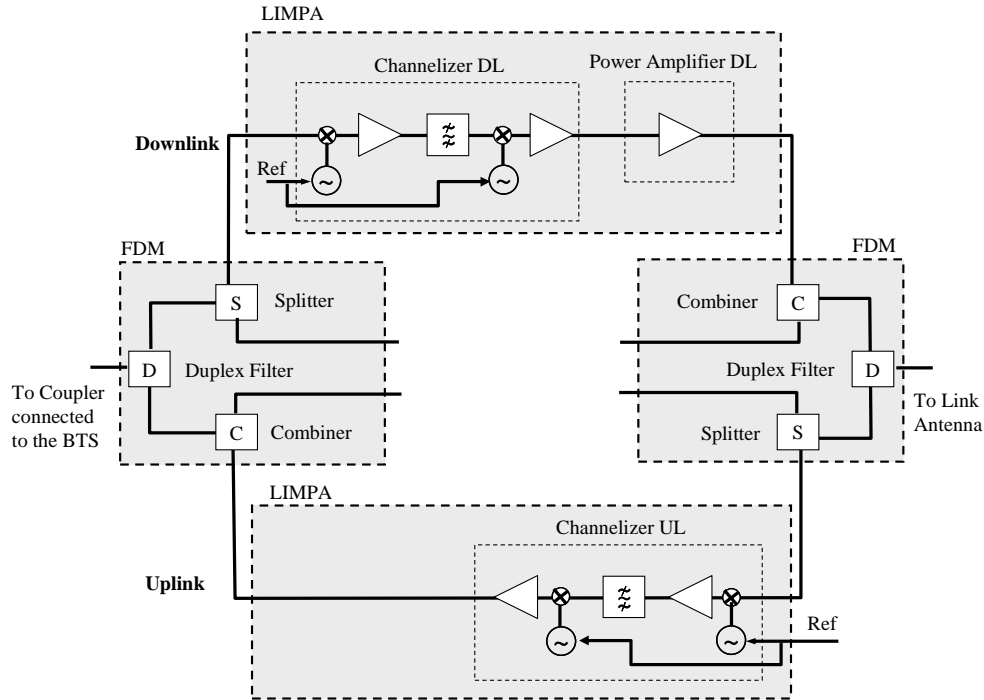 LIMPA
Channelizer DL
Power Amplifier DL
Downlink
Ref
~
~
FDM
FDM
S
Splitter
Combiner
C
D
Duplex Filter
Duplex Filter
D
To Coupler
connected
to the BTS
To Link
Antenna
C
Combiner
Splitter
S
LIMPA
Channelizer UL
Uplink
Ref
~
~